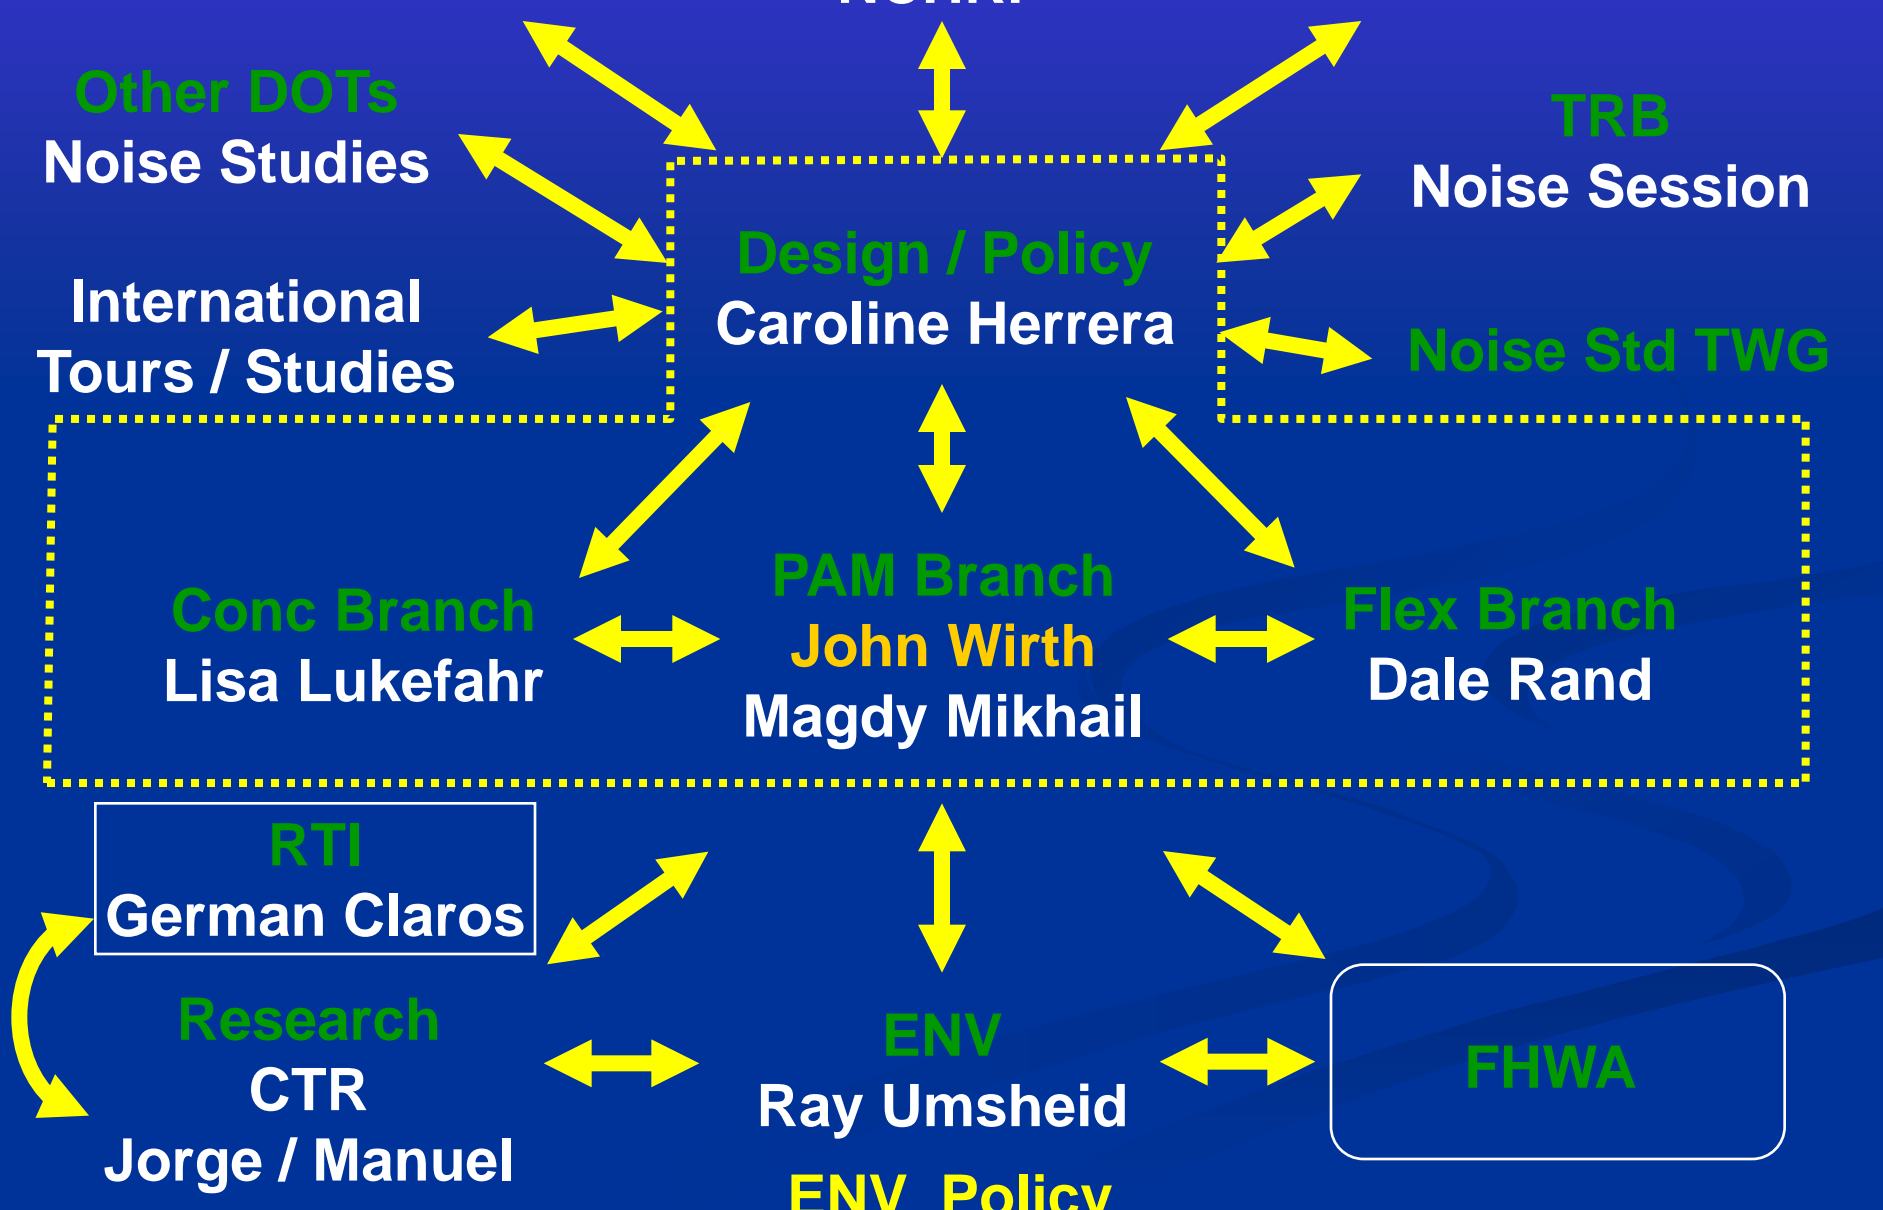 Other DOTs
Noise Studies
TRB
Noise Session
Design / Policy
Caroline Herrera
International
Tours / Studies
Noise Std TWG
Conc Branch
Lisa Lukefahr
PAM Branch
John Wirth
Magdy Mikhail
Flex Branch
Dale Rand
RTI
German Claros
Research
CTR
Jorge / Manuel
ENV
Ray Umsheid
ENV Policy
FHWA